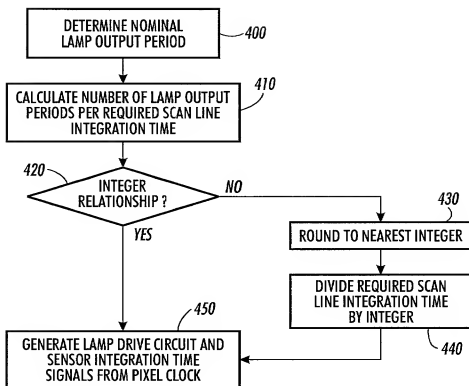 DETERMINE NOMINAL
LAMP OUTPUT PERIOD
400
CALCULATE NUMBER OF LAMP OUTPUT
PERIODS PER REQUIRED SCAN LINE
INTEGRATION TIME
410
420
INTEGER
RELATIONSHIP ?
NO
YES
430
ROUND TO NEAREST INTEGER
DIVIDE REQUIRED SCAN
LINE INTEGRATION TIME
BY INTEGER
440
450
GENERATE LAMP DRIVE CIRCUIT AND
SENSOR INTEGRATION TIME
SIGNALS FROM PIXEL CLOCK